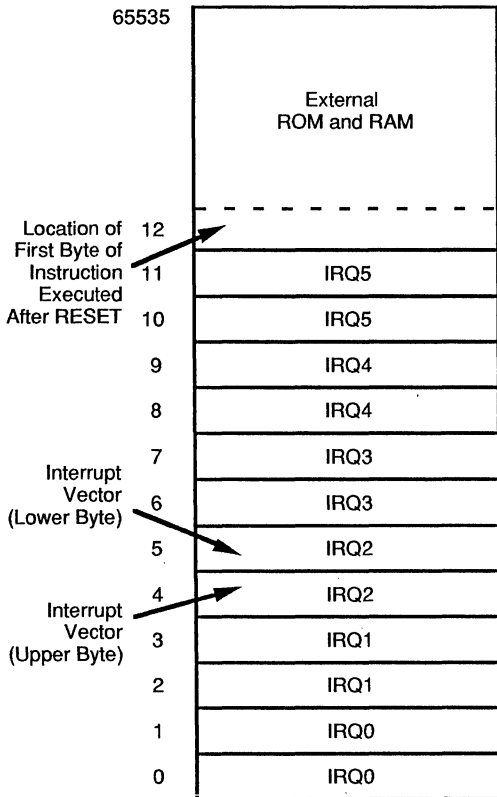 65535
External
ROM and RAM
Location of
First Byte of
Instruction
Executed
After RESET
12
11 IRQ5
10 IRQ5
9 IRQ4
8 IRQ4
7 IRQ3
Interrupt
Vector
(Lower Byte)
6 IRQ3
5 IRQ2
4 IRQ2
Interrupt
Vector
(Upper Byte)
3 IRQ1
2 IRQ1
1 IRQ0
0 IRQ0